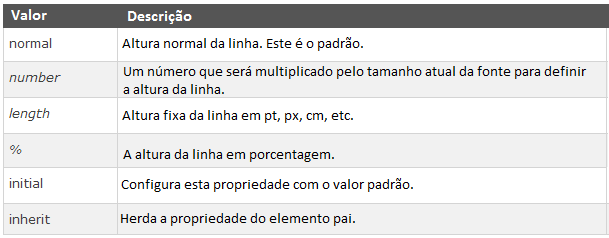 Valor Descrição
normal Altura normal da linha. Este é o padrão.
number Um número que será multiplicado pelo tamanho atual da fonte para definir
a altura da linha.
length Altura fixa da linha em pt, px, cm, etc.
% A altura da linha em porcentagem.
initial Configura esta propriedade com o valor padrão.
inherit Herda a propriedade do elemento pai.